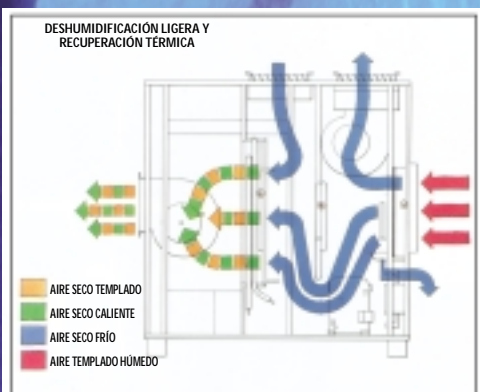 DESHUMIDIFICACIÓN LIGERA Y
RECUPERACIÓN TÉRMICA
AIRE SECO TEMPLADO
AIRE SECO CALIENTE
AIRE SECO FRÍO
AIRE TEMPLADO HÚMEDO